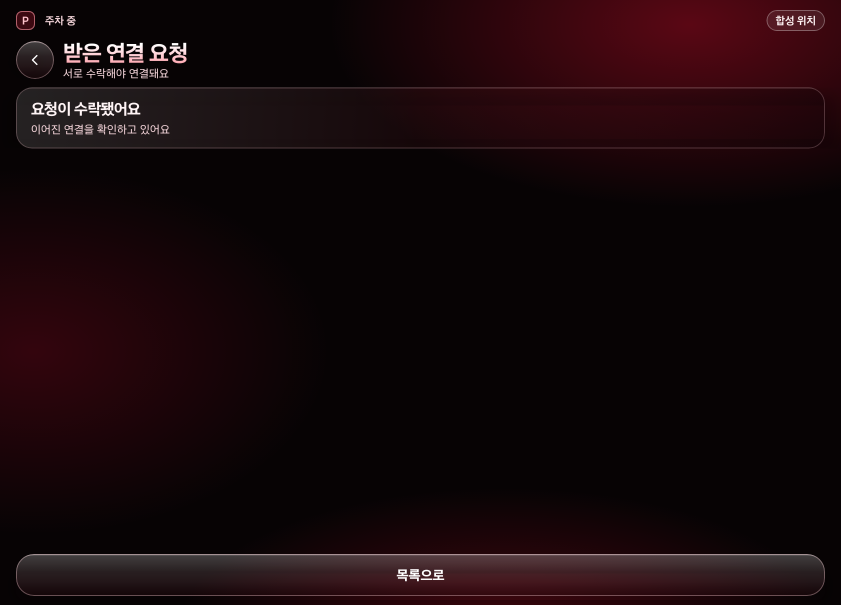 P 주차 중
합성 위치
받은 연결 요청
서로 수락해야 연결돼요
요청이 수락됐어요
이어진 연결을 확인하고 있어요
목록으로